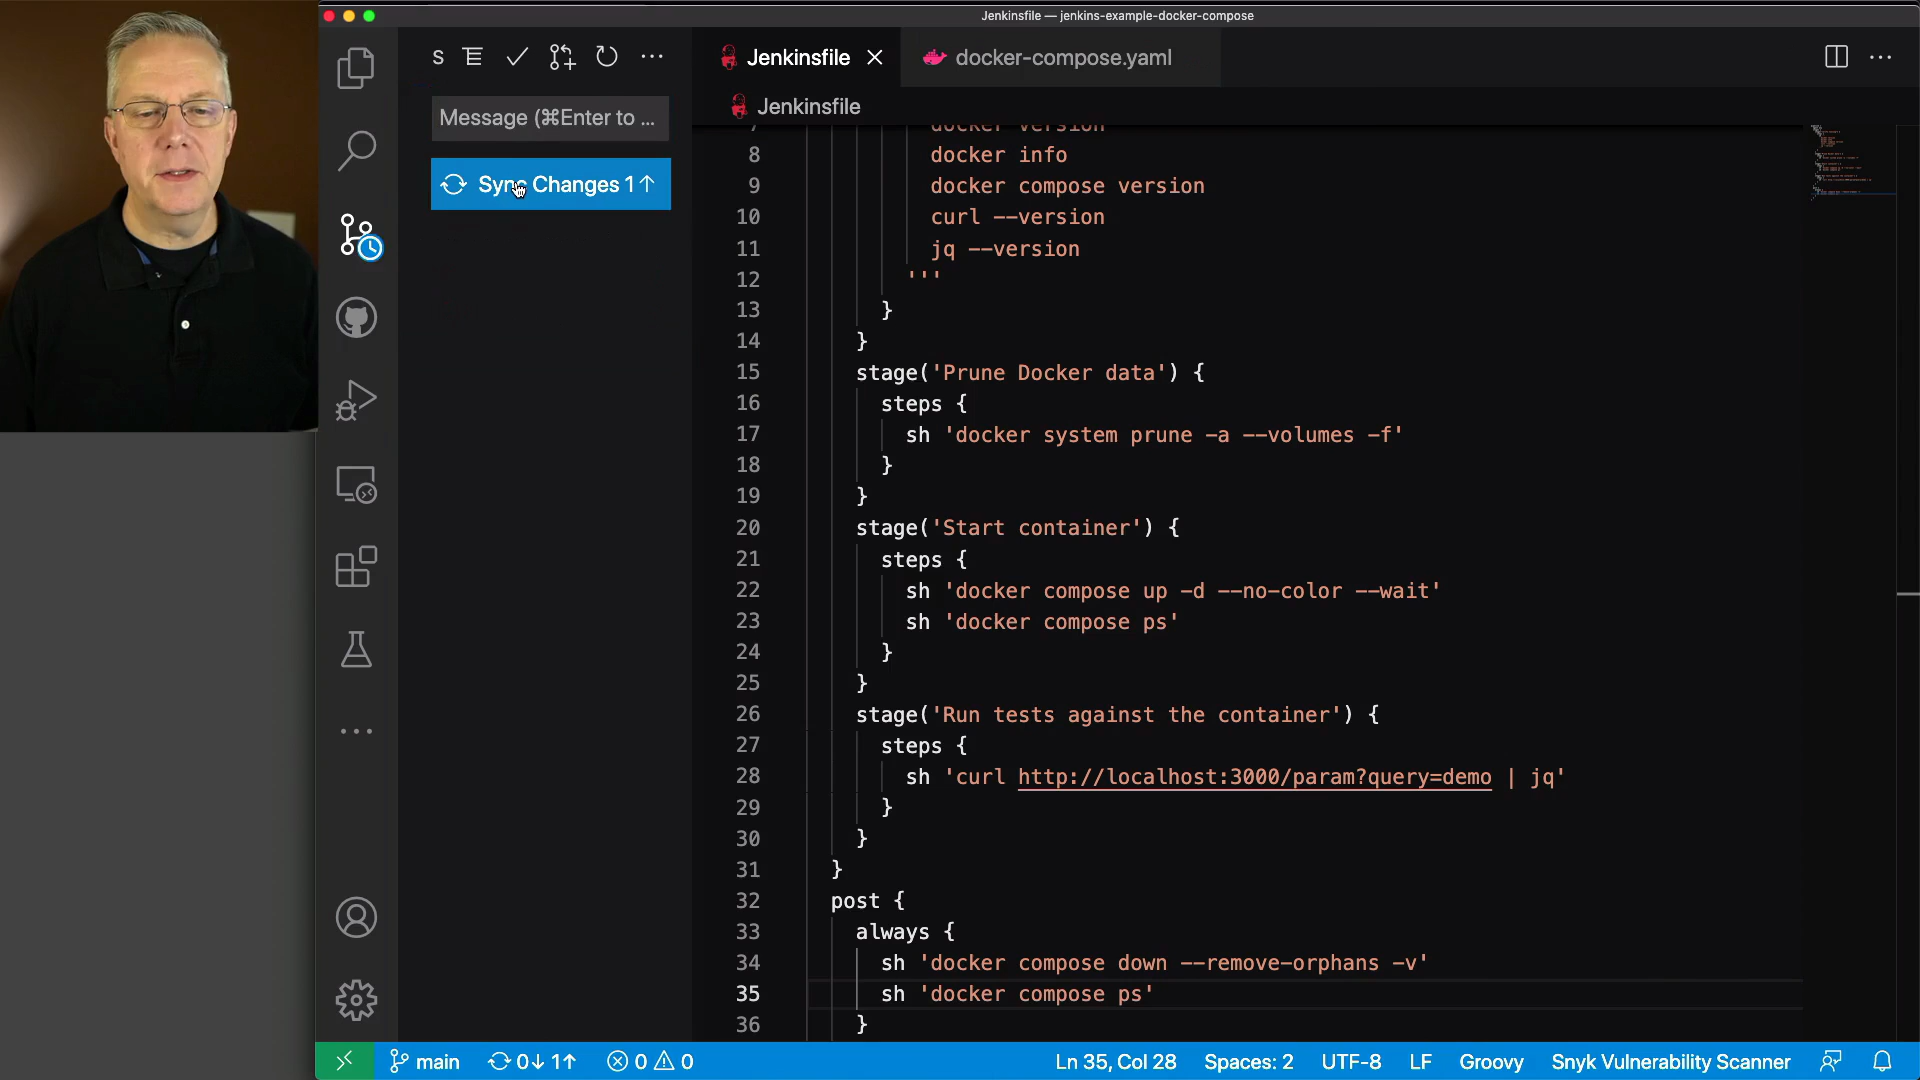 Jenkinsfile — jenkins-example-docker-compose
S
Message (⌘Enter to ...
Sync Changes 1↑
Jenkinsfile
docker-compose.yaml
Jenkinsfile
7 docker version
8 docker info
9 docker compose version
10 curl --version
11 jq --version
12 '''
13 }
14 }
15 stage('Prune Docker data') {
16 steps {
17 sh 'docker system prune -a --volumes -f'
18 }
19 }
20 stage('Start container') {
21 steps {
22 sh 'docker compose up -d --no-color --wait'
23 sh 'docker compose ps'
24 }
25 }
26 stage('Run tests against the container') {
27 steps {
28 sh 'curl http://localhost:3000/param?query=demo | jq'
29 }
30 }
31 }
32 post {
33 always {
34 sh 'docker compose down --remove-orphans -v'
35 sh 'docker compose ps'
36 }
main 0↓ 1↑ 0 0 Ln 35, Col 28 Spaces: 2 UTF-8 LF Groovy Snyk Vulnerability Scanner